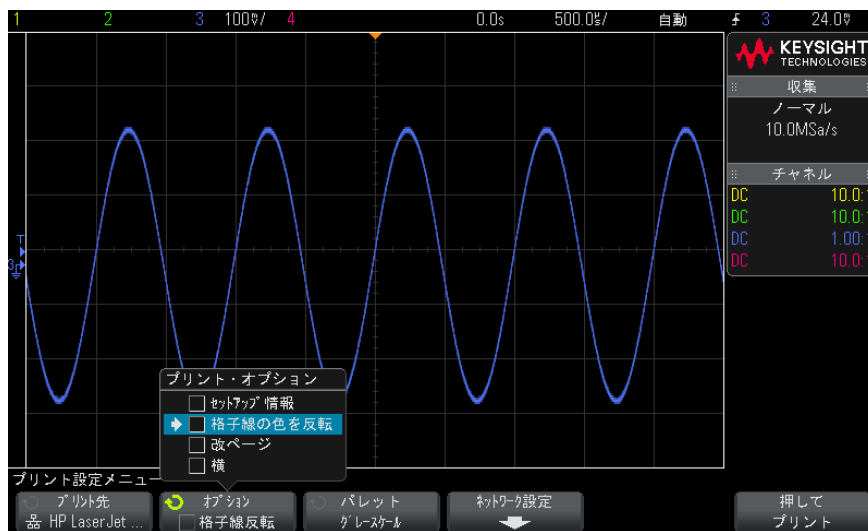 1 2 3 100▿/ 4 0.0s 500.0▿/ 自動 3 24.0▿
KEYSIGHT
TECHNOLOGIES
収集
ノーマル
10.0MSa/s
チャネル
DC 10.0:
DC 10.0:
DC 1.00:
DC 10.0:
T
3
プリント・オプション
セットアップ情報
格子線の色を反転
改ページ
横
プリント設定メニュー
プリント先
HP LaserJet ...
オプション
格子線反転
パレット
グレースケール
ネットワーク設定
押して
プリント